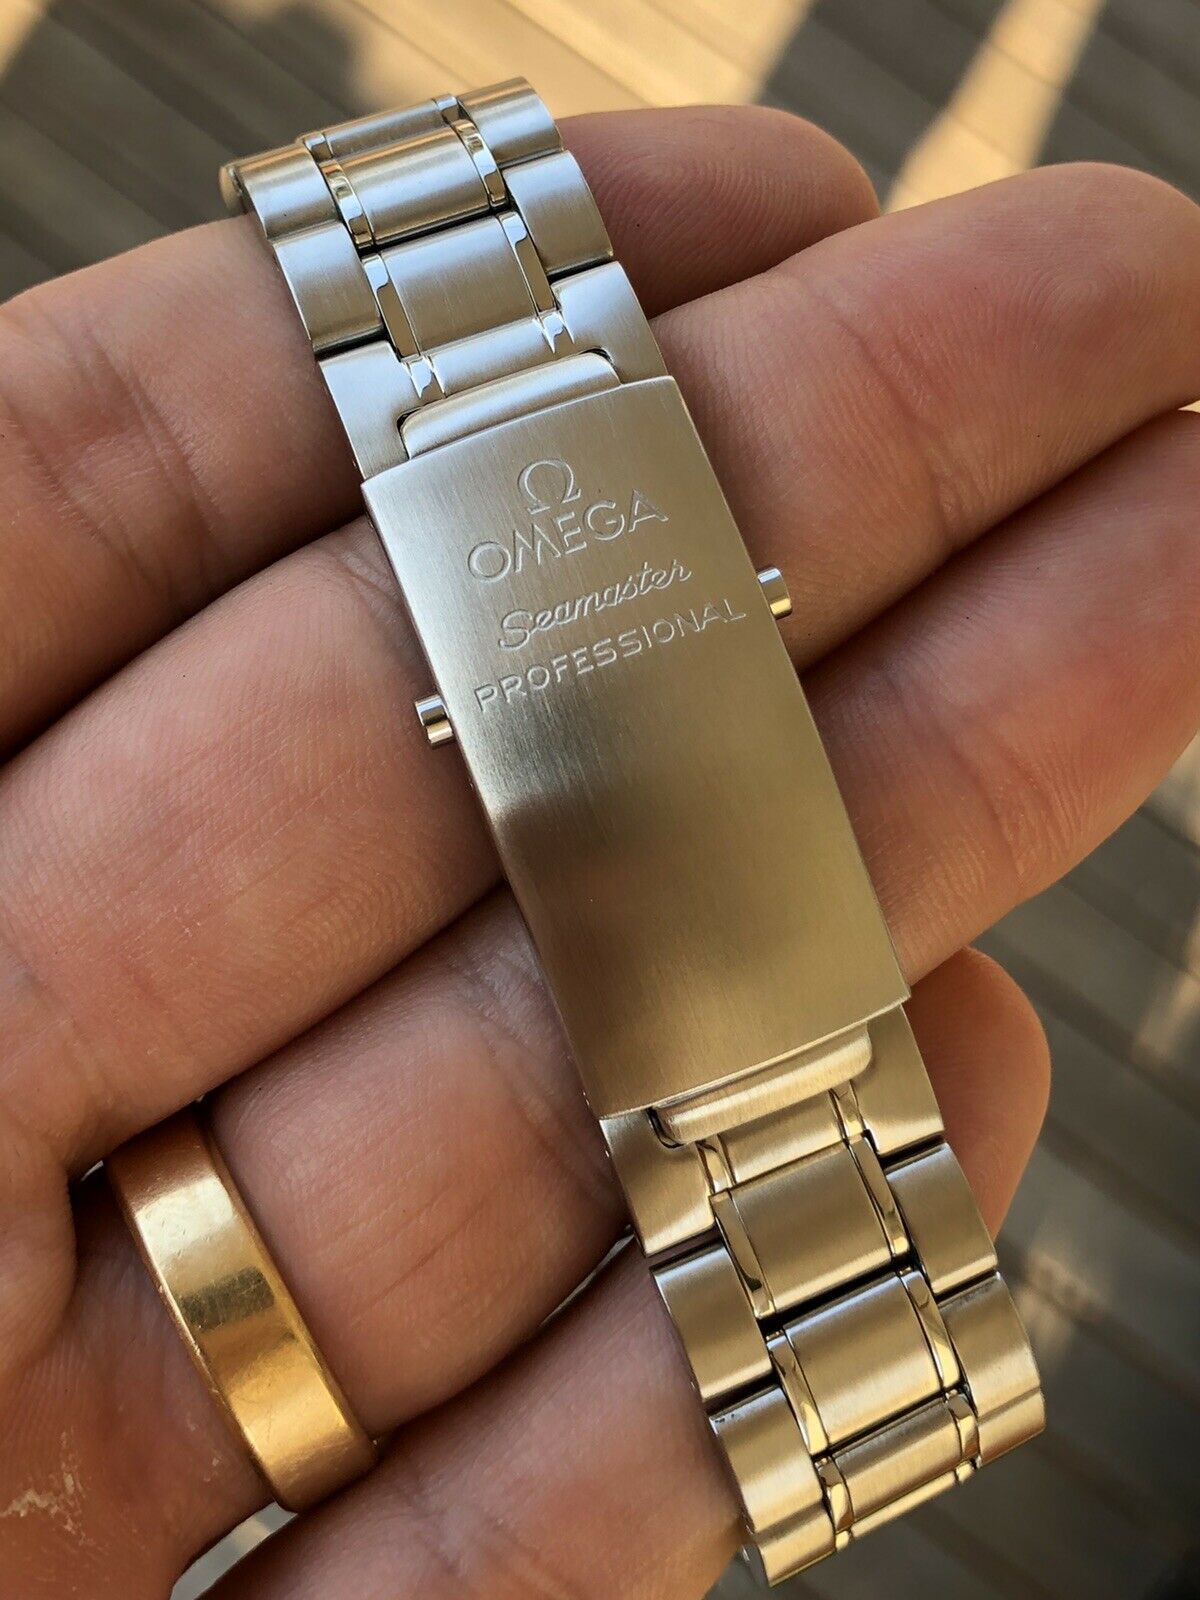 Ω
OMEGA
Seamaster
PROFESSIONAL